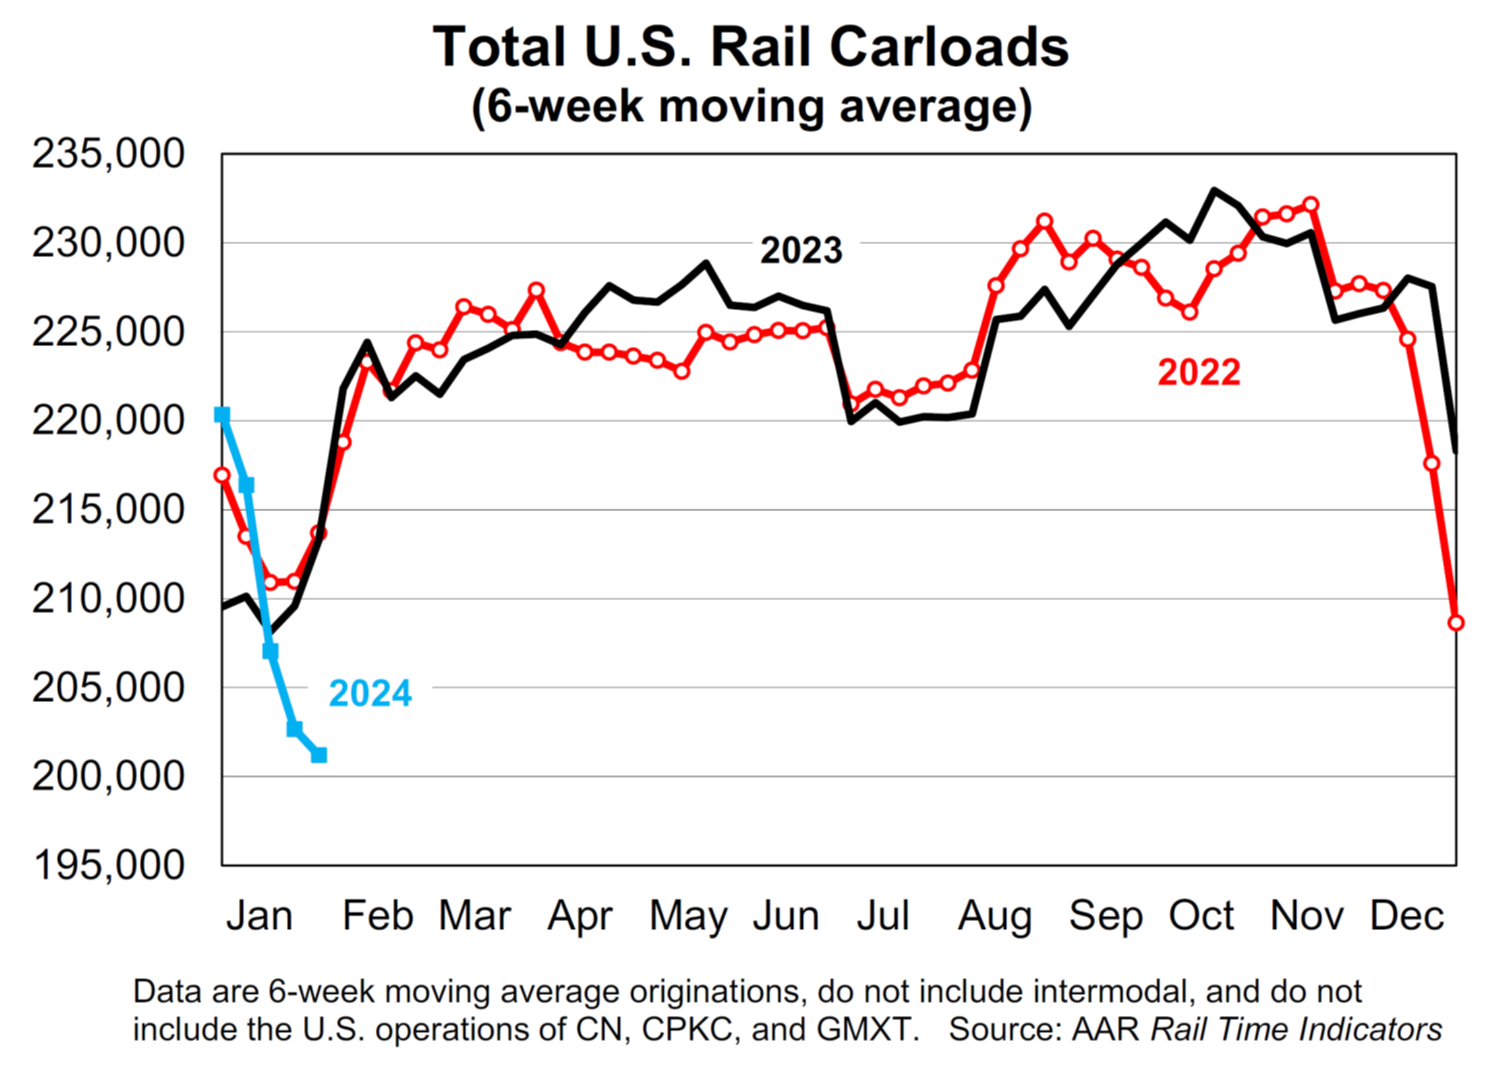 Total U.S. Rail Carloads
(6-week moving average)
235,000
230,000
225,000
220,000
215,000
210,000
205,000
200,000
195,000
2023
2022
2024
Jan Feb Mar Apr May Jun Jul Aug Sep Oct Nov Dec
Data are 6-week moving average originations, do not include intermodal, and do not
include the U.S. operations of CN, CPKC, and GMXT. Source: AAR Rail Time Indicators